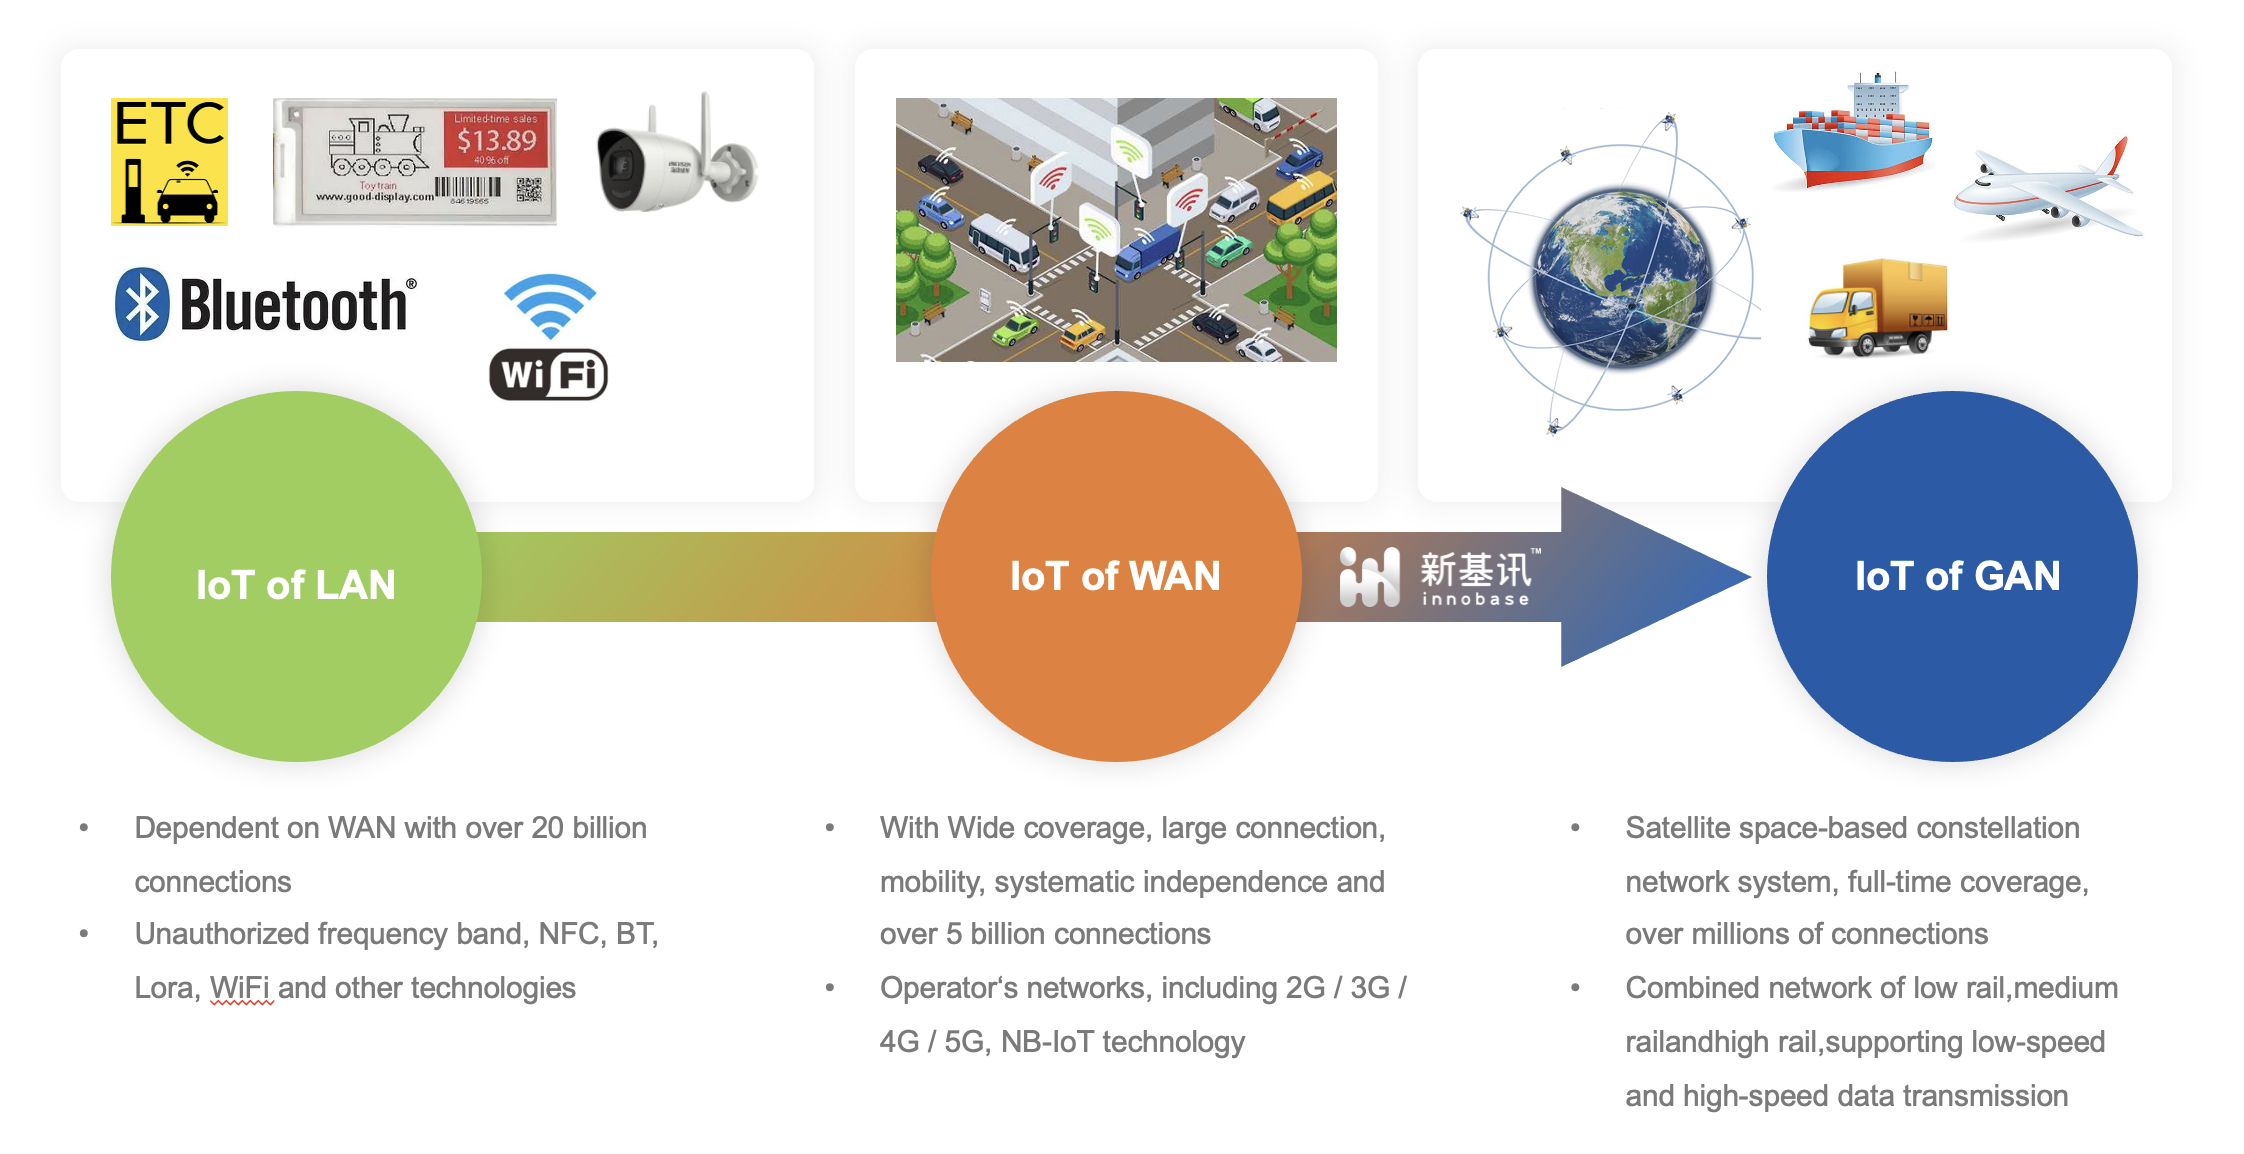 ETC
Limited-time sales
$13.89
40% off
Toy train
www.good-display.com
84619565
Bluetooth®
WiFi
IoT of LAN
IoT of WAN
新基讯™
innobase
IoT of GAN
• Dependent on WAN with over 20 billion
connections
• Unauthorized frequency band, NFC, BT,
Lora, WiFi and other technologies
• With Wide coverage, large connection,
mobility, systematic independence and
over 5 billion connections
• Operator‘s networks, including 2G / 3G /
4G / 5G, NB-IoT technology
• Satellite space-based constellation
network system, full-time coverage,
over millions of connections
• Combined network of low rail,medium
railandhigh rail,supporting low-speed
and high-speed data transmission